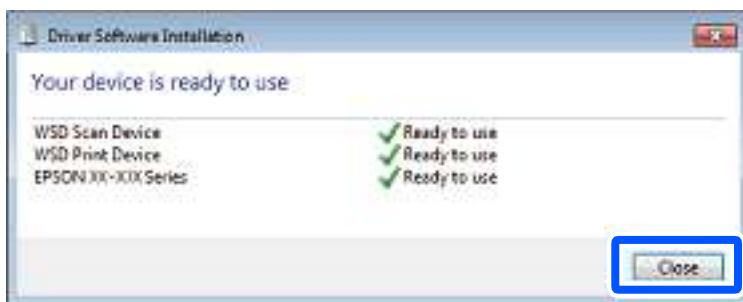 Driver Software Installation
Your device is ready to use
WSD Scan Device Ready to use
WSD Print Device Ready to use
EPSON XX-XXX Series Ready to use
Close